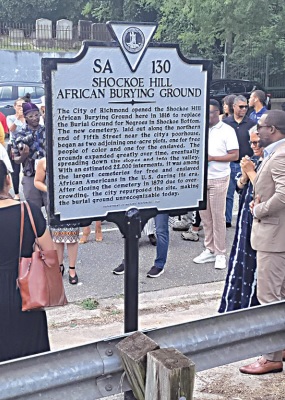 SA 130
SHOCKOE HILL
AFRICAN BURYING GROUND
The City of Richmond opened the Shockoe Hill
African Burying Ground here in 1816 to replace
the Burial Ground for Negroes in Shockoe Bottom.
The new cemetery, laid out along the northern
end of Fifth Street near the city's poorhouse,
began as two adjoining one-acre plots, one for free
people of color and one for the enslaved. The
grounds expanded greatly over time, eventually
spreading down the slopes and into the valley.
With an estimated 22,000 interments, it was among
the largest cemeteries for free and enslaved
African Americans in the U.S. during its era.
After closing the cemetery in 1879 due to over-
crowding, the city repurposed the site, making
the burial ground unrecognizable today.